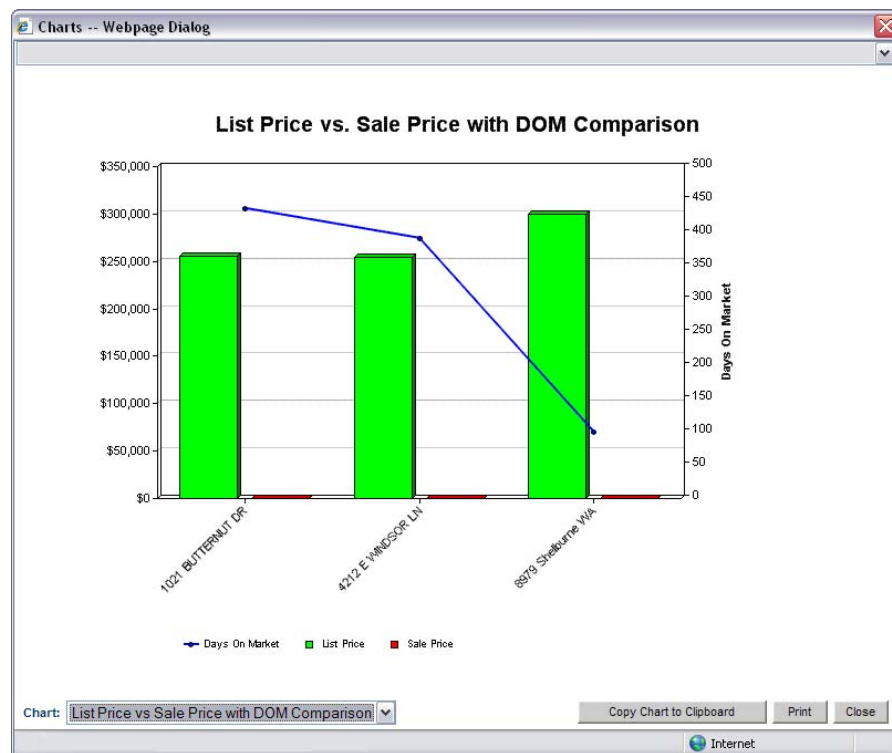 Charts -- Webpage Dialog
List Price vs. Sale Price with DOM Comparison
$350,000
$300,000
$250,000
$200,000
$150,000
$100,000
$50,000
$0
500
450
400
350
300
250
200
150
100
50
0
Days On Market
1021 BUTTERNUT DR
4212 E WINDSOR LN
8979 Shelburne WA
Days On Market List Price Sale Price
Chart: List Price vs Sale Price with DOM Comparison Copy Chart to Clipboard Print Close
Internet